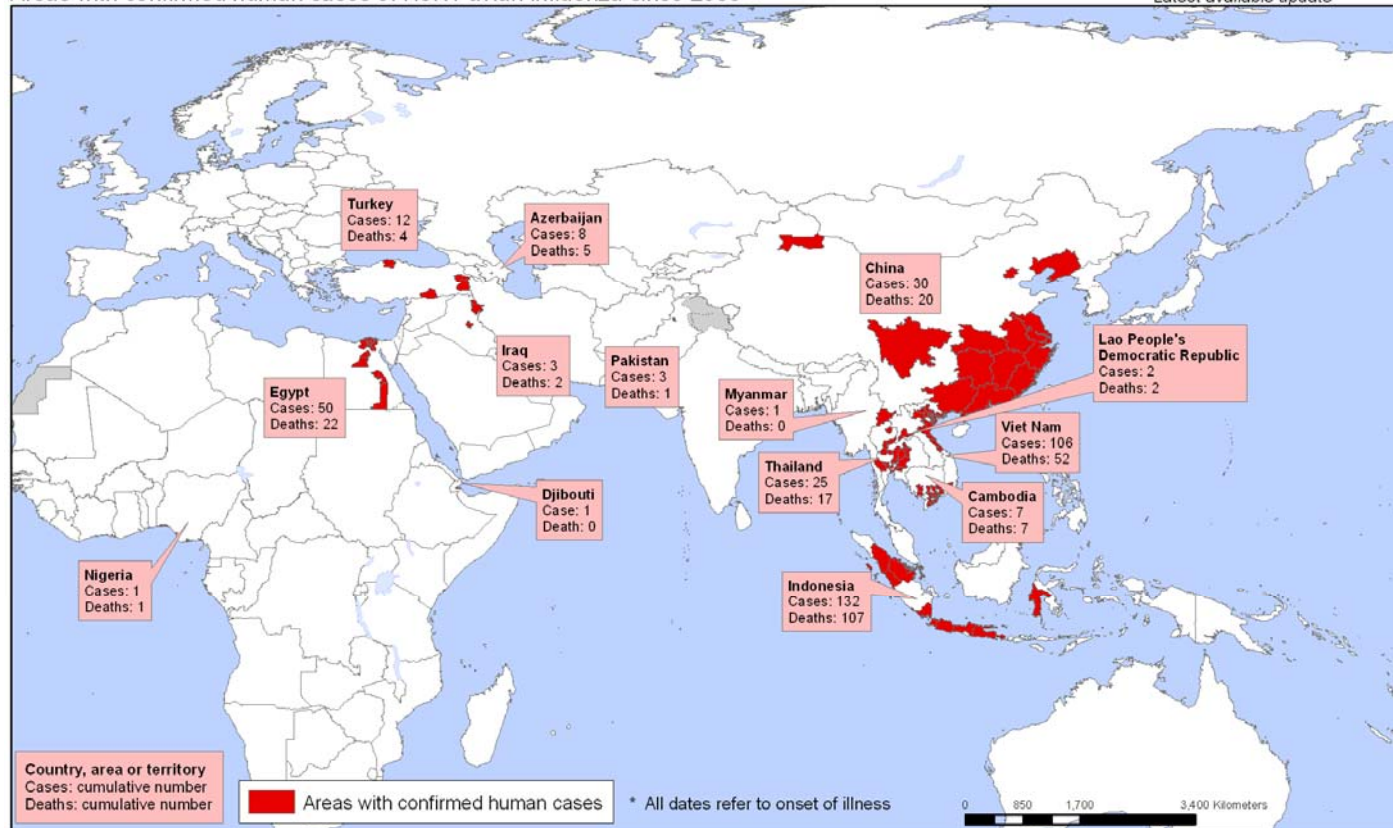 Latest available update
Turkey
Cases: 12
Deaths: 4
Azerbaijan
Cases: 8
Deaths: 5
China
Cases: 30
Deaths: 20
Lao People's
Democratic Republic
Cases: 2
Deaths: 2
Iraq
Cases: 3
Deaths: 2
Pakistan
Cases: 3
Deaths: 1
Egypt
Cases: 50
Deaths: 22
Myanmar
Cases: 1
Deaths: 0
Viet Nam
Cases: 106
Deaths: 52
Thailand
Cases: 25
Deaths: 17
Djibouti
Case: 1
Death: 0
Cambodia
Cases: 7
Deaths: 7
Nigeria
Cases: 1
Deaths: 1
Indonesia
Cases: 132
Deaths: 107
Country, area or territory
Cases: cumulative number
Deaths: cumulative number
Areas with confirmed human cases
* All dates refer to onset of illness
0 850 1,700 3,400 Kilometers